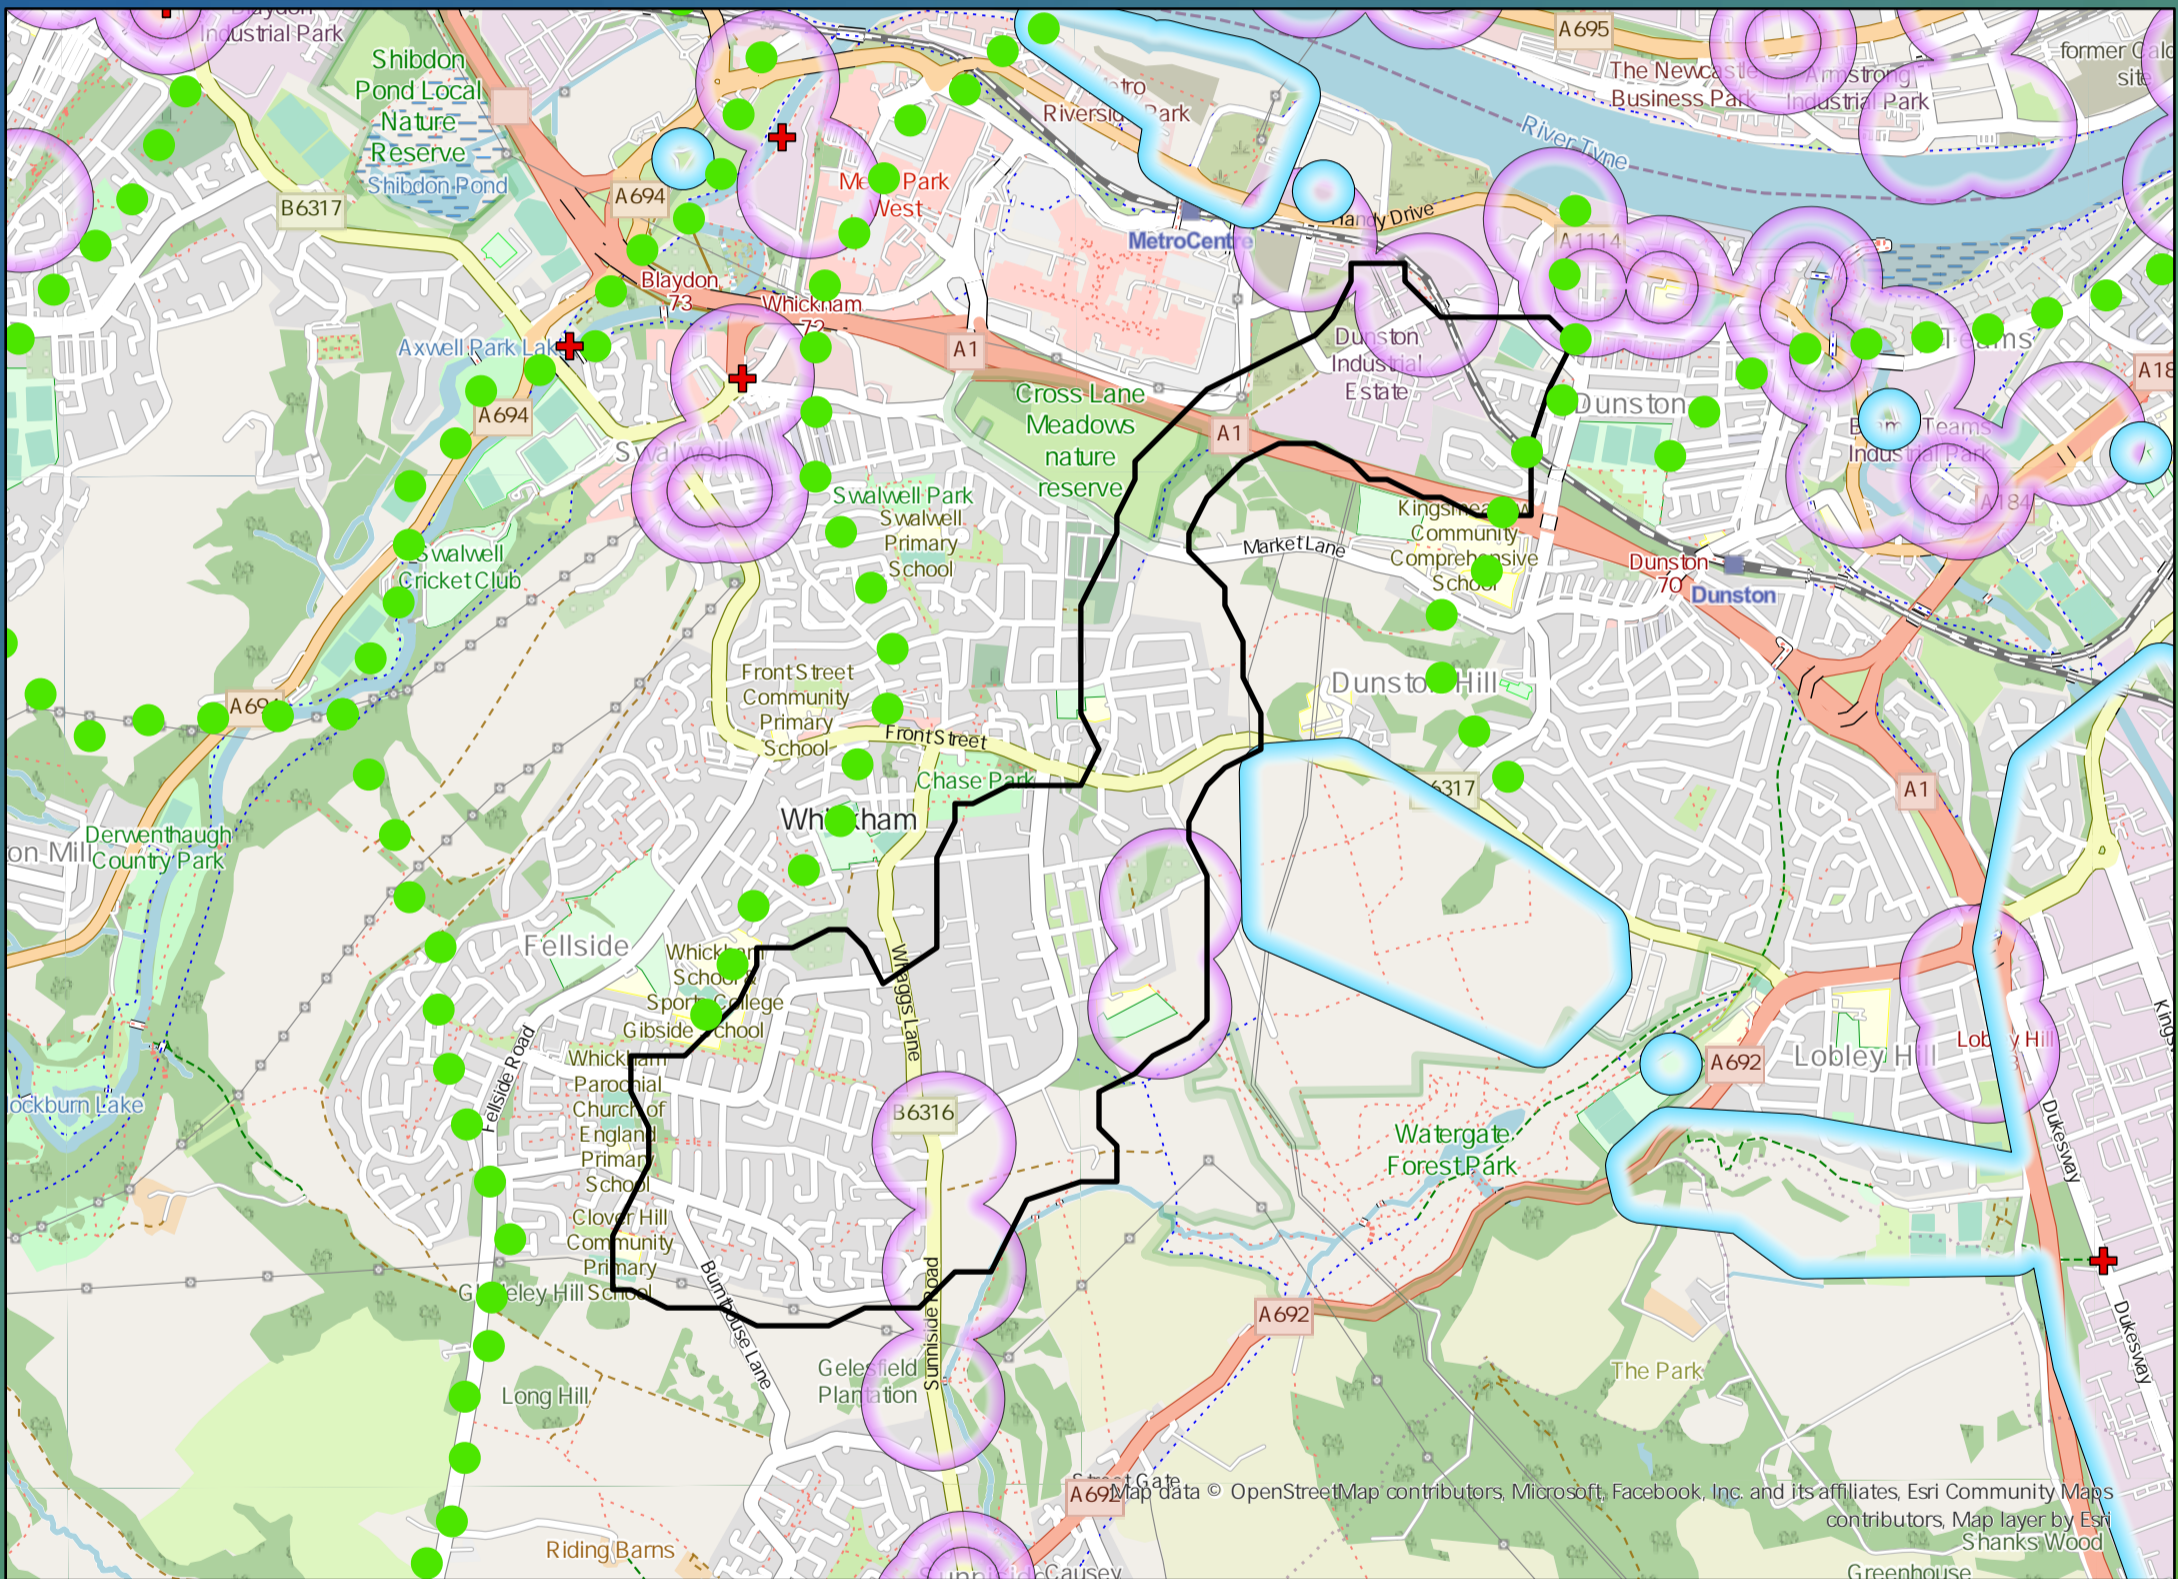 Industrial Park
Shibdon
Pond Local
Nature
Reserve
Shibdon Pond
B6317
A694
Metro
Riverside Park
A695
The Newcastle
Business Park
Armstrong
Industrial Park
site
River Tyne
Park
West
MetroCentre
Handy Drive
A1114
Blaydon
73
Whickham
72
Axwell Park Lake
A694
A1
Dunston
Industrial
Estate
Teams
A18
Cross Lane
Meadows
nature
reserve
A1
Dunston
Teams
Industrial Park
A184
Swalwell
Swalwell Park
Swalwell
Primary
School
Swalwell
Cricket Club
Kingsmeadow
Community
Comprehensive
School
Market Lane
Dunston
70
Dunston
Front Street
Community
Primary
School
Dunston Hill
A694
Front Street
Chase Park
6317
A1
Whickham
Derwenthaugh
Country Park
on Mill
Fellside
Whickham
School &
Sports College
Gibside School
Whaggs Lane
Fellside Road
Whickham
Parochial
Church of
England
Primary
School
B6316
ockburn Lake
A692
Lobley Hill
Lobley Hill
Kings
Dukesway
Watergate
Forest Park
Clover Hill
Community
Primary
School
Burnthouse Lane
Sunniside Road
A692
Dukesway
Long Hill
Gelesfield
Plantation
The Park
Street Gate
A692
Map data © OpenStreetMap contributors, Microsoft, Facebook, Inc. and its affiliates, Esri Community Maps
contributors, Map layer by Esri
Shanks Wood
Riding Barns
Sunniside
Causey
Greenhouse